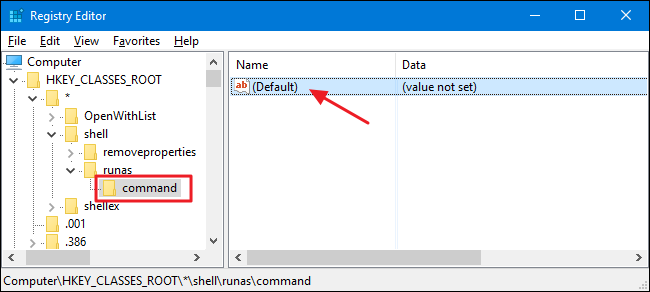 Registry Editor
File Edit View Favorites Help
Computer
HKEY_CLASSES_ROOT
*
OpenWithList
shell
removeproperties
runas
command
shellex
.001
.386
Name Data
ab (Default) (value not set)
Computer\HKEY_CLASSES_ROOT\*\shell\runas\command